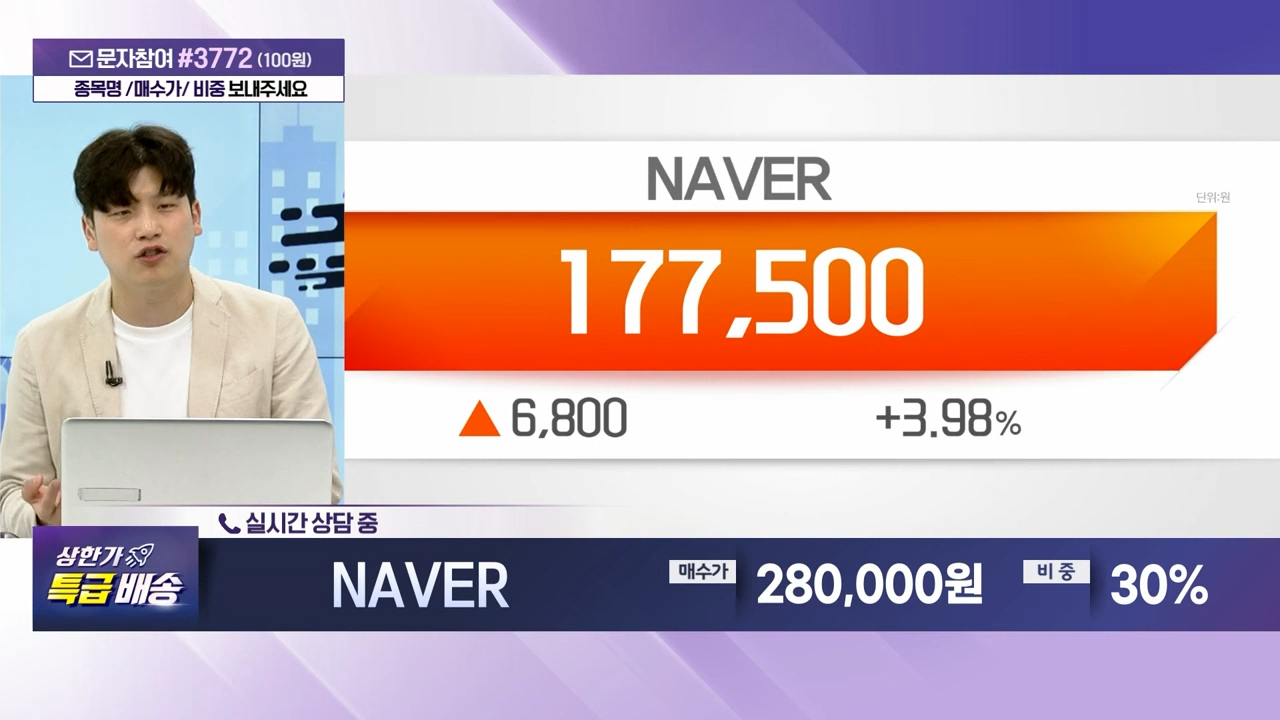 문자참여 #3772 (100원)
종목명 /매수가/ 비중 보내주세요
NAVER
단위:원
177,500
▲ 6,800 +3.98%
실시간 상담 중
상한가
특급 배송
NAVER 매수가 280,000원 비중 30%